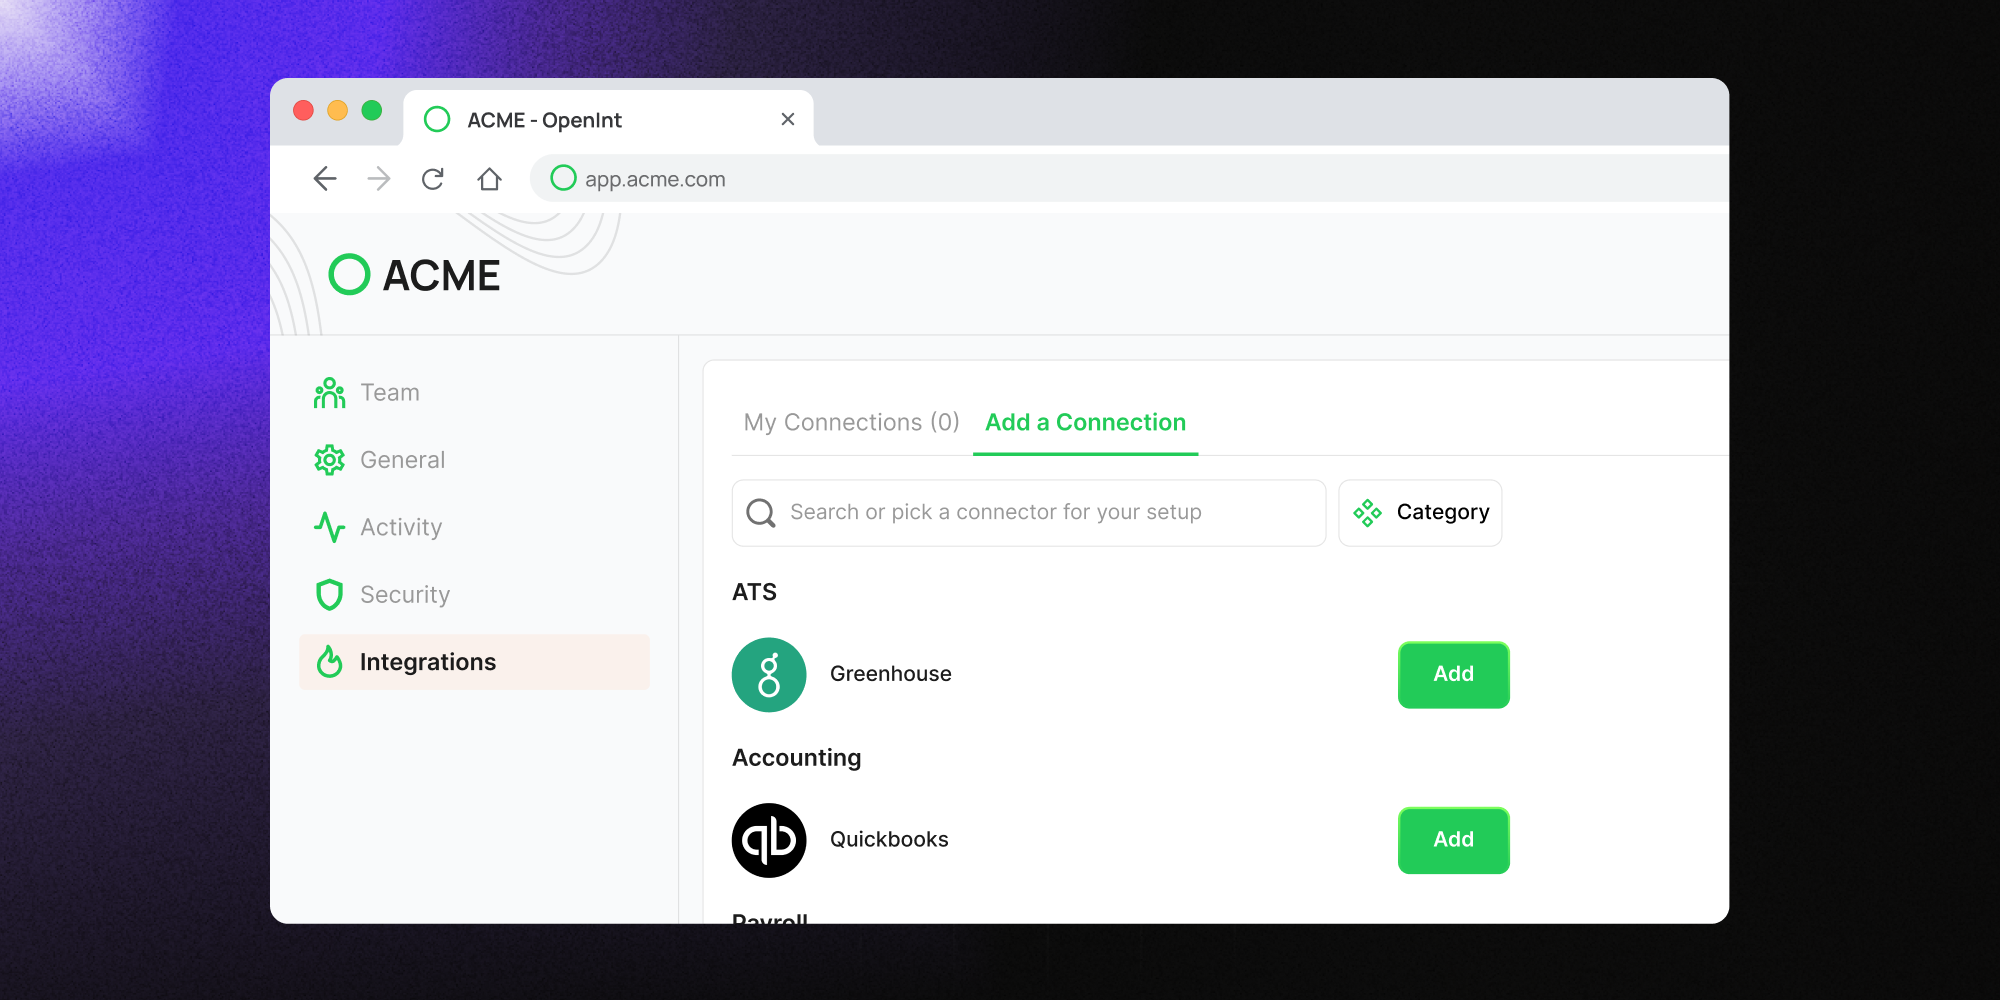 ACME - OpenInt
app.acme.com
ACME
Team
General
Activity
Security
Integrations
My Connections (0)
Add a Connection
Search or pick a connector for your setup
Category
ATS
Greenhouse
Add
Accounting
Quickbooks
Add
Payroll